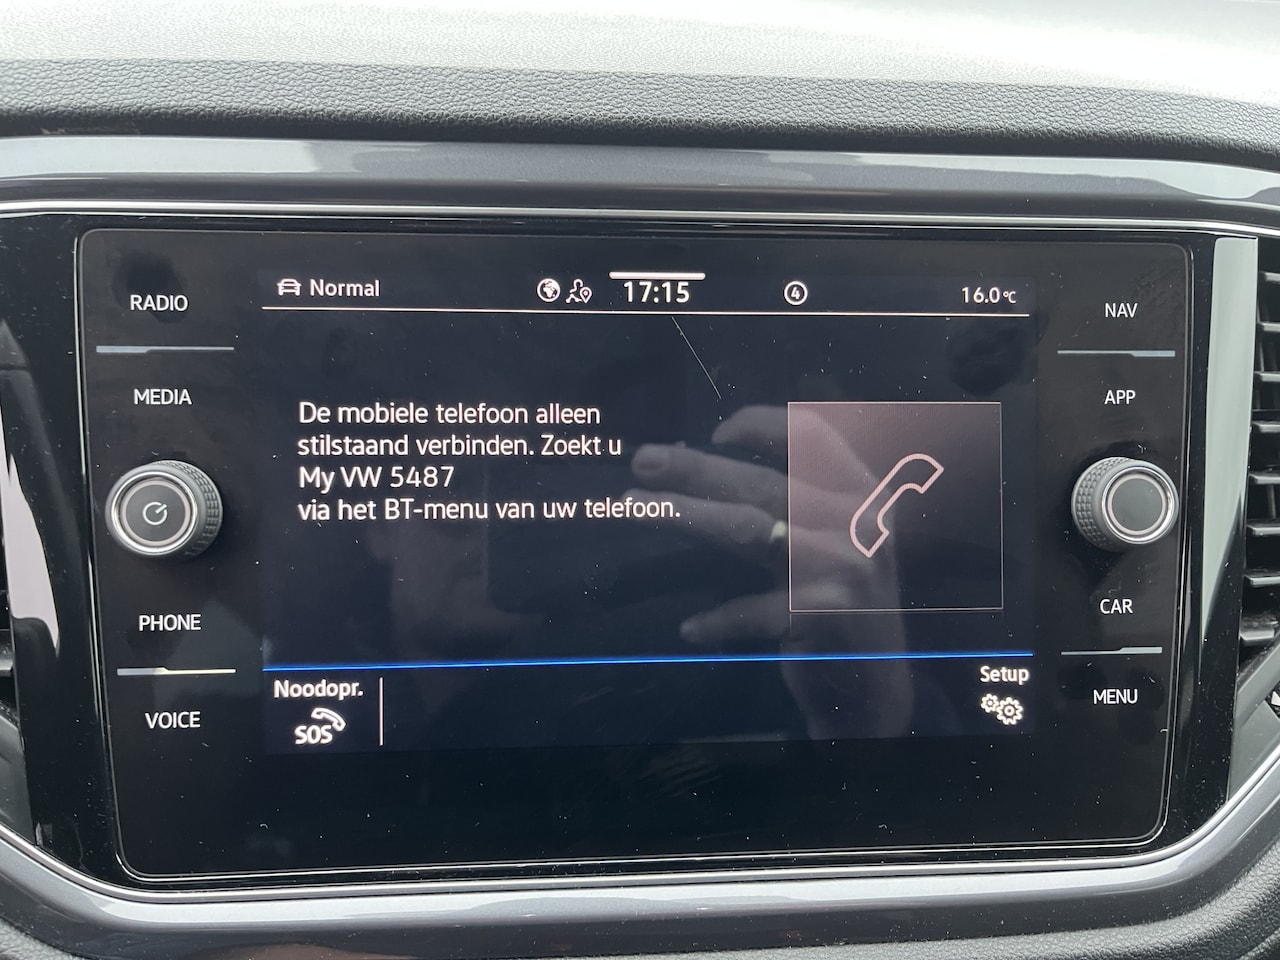 RADIO
MEDIA
PHONE
VOICE
Normal
17:15
4
16.0°C
De mobiele telefoon alleen
stilstaand verbinden. Zoekt u
My VW 5487
via het BT-menu van uw telefoon.
Noodopr.
SOS
Setup
NAV
APP
CAR
MENU